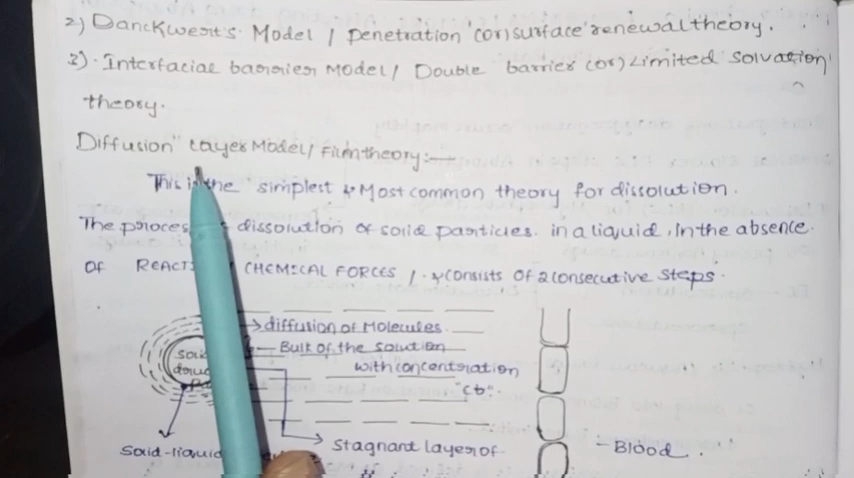 2) Danckwert's Model / penetration (or) surface renewal theory.
3). Interfacial barrier Model / Double barrier (or) Limited solvation
theory.
Diffusion Layer Model / Film theory :-
This is the simplest & Most common theory for dissolution.
The proces dissolution of solid particles in a liquid, In the absence
OF REACT CHEMICAL FORCES / consists of 2 consecutive steps.
diffusion of Molecules
Bulk of the solution
with concentration
"Cb".
solid
drug
Solid-liquid
Stagnant layer of
- Blood.